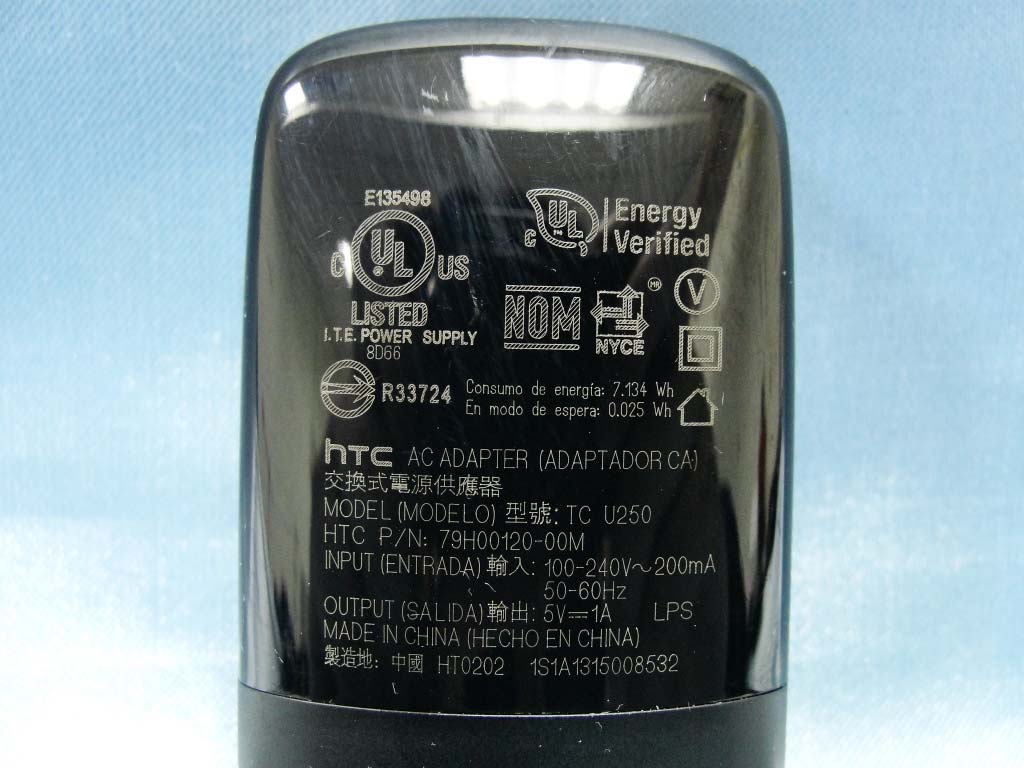 E135498
C UL US
LISTED
I.T.E. POWER SUPPLY
8D66
c UL Energy Verified
NOM
NYCE
MR
V
R33724
Consumo de energía: 7.134 Wh
En modo de espera: 0.025 Wh
hTC AC ADAPTER (ADAPTADOR CA)
交換式電源供應器
MODEL (MODELO) 型號: TC U250
HTC P/N: 79H00120-00M
INPUT (ENTRADA) 輸入: 100-240V~200mA
50-60Hz
OUTPUT (SALIDA) 輸出: 5V⎓1A LPS
MADE IN CHINA (HECHO EN CHINA)
製造地: 中國 HT0202 1S1A1315008532